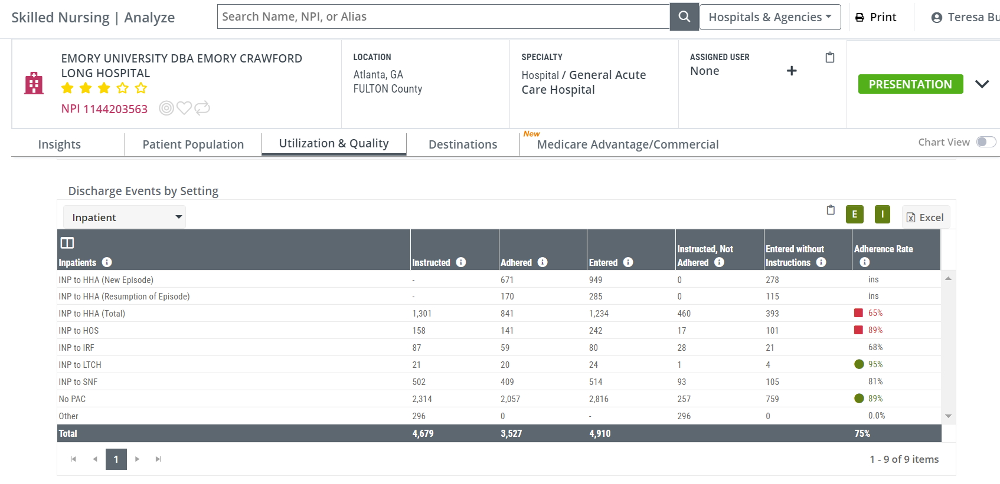 Skilled Nursing | Analyze
Search Name, NPI, or Alias
Hospitals & Agencies
Print
Teresa Bu
EMORY UNIVERSITY DBA EMORY CRAWFORD
LONG HOSPITAL
NPI 1144203563
LOCATION
Atlanta, GA
FULTON County
SPECIALTY
Hospital / General Acute
Care Hospital
ASSIGNED USER
None
PRESENTATION
Insights
Patient Population
Utilization & Quality
Destinations
New
Medicare Advantage/Commercial
Chart View
Discharge Events by Setting
Inpatient
E
I
Excel
Inpatients Instructed Adhered Entered Instructed, Not Adhered Entered without Instructions Adherence Rate
INP to HHA (New Episode) - 671 949 0 278 ins
INP to HHA (Resumption of Episode) - 170 285 0 115 ins
INP to HHA (Total) 1,301 841 1,234 460 393 65%
INP to HOS 158 141 242 17 101 89%
INP to IRF 87 59 80 28 21 68%
INP to LTCH 21 20 24 1 4 95%
INP to SNF 502 409 514 93 105 81%
No PAC 2,314 2,057 2,816 257 759 89%
Other 296 0 - 296 0 0.0%
Total 4,679 3,527 4,910 75%
1
1 - 9 of 9 items